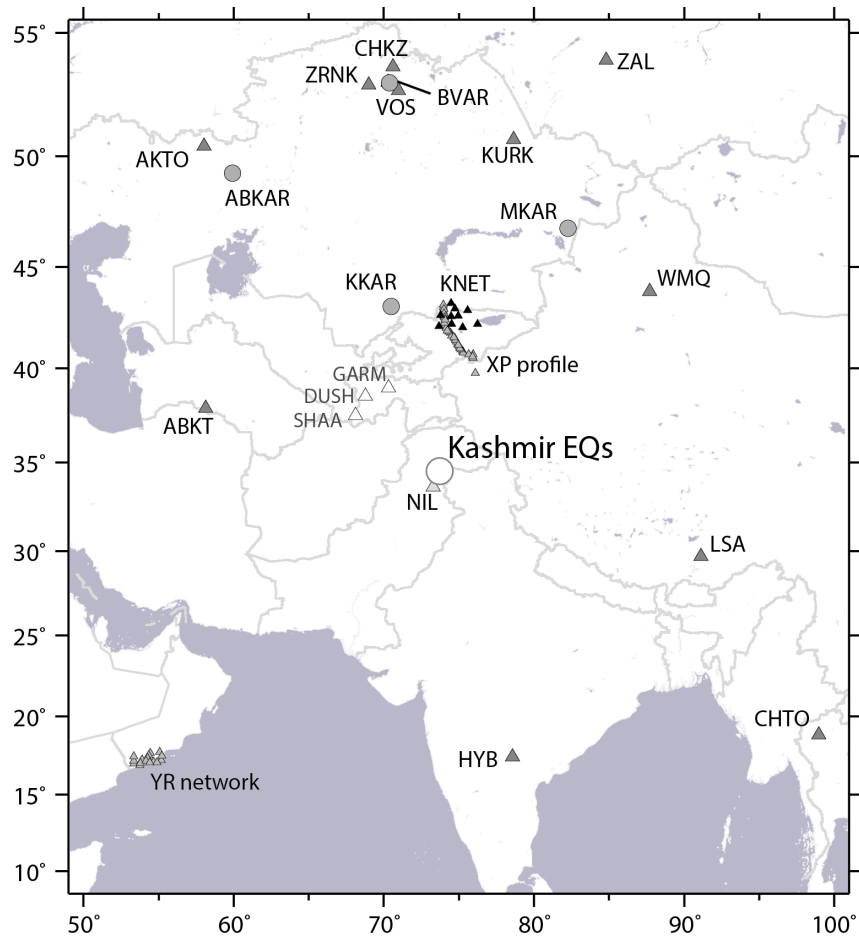 55°
CHKZ
ZRNK
ZAL
BVAR
VOS
50°
AKTO
KURK
ABKAR
MKAR
45°
KKAR
KNET
WMQ
40°
GARM
XP profile
DUSH
SHAA
ABKT
Kashmir EQs
35°
NIL
LSA
30°
25°
20°
CHTO
HYB
YR network
15°
10°
50° 60° 70° 80° 90° 100°